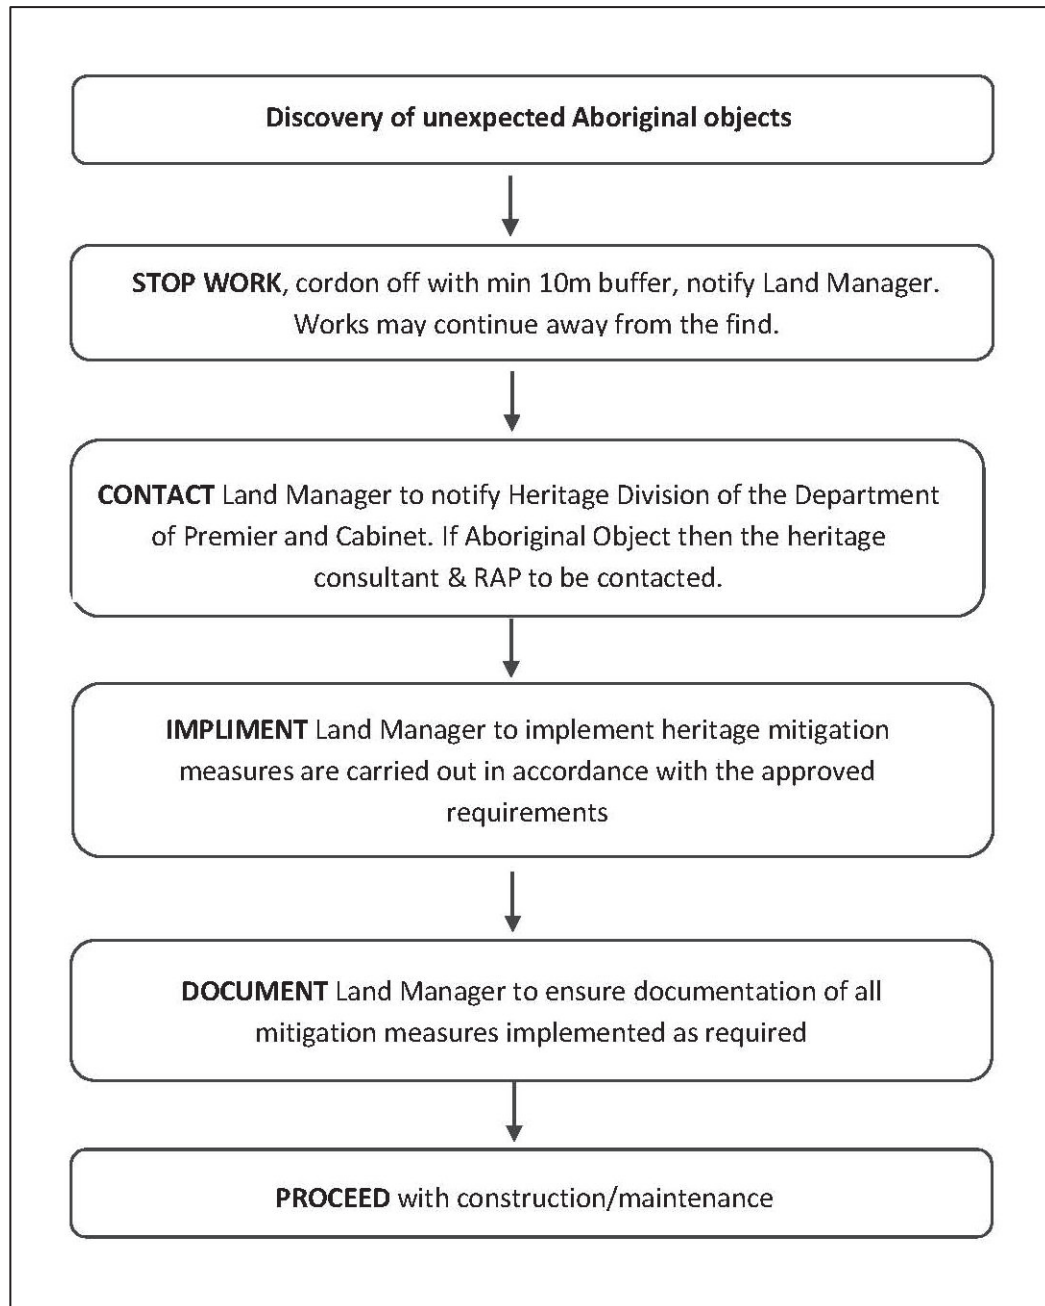 Discovery of unexpected Aboriginal objects
STOP WORK, cordon off with min 10m buffer, notify Land Manager.
Works may continue away from the find.
CONTACT Land Manager to notify Heritage Division of the Department
of Premier and Cabinet. If Aboriginal Object then the heritage
consultant & RAP to be contacted.
IMPLIMENT Land Manager to implement heritage mitigation
measures are carried out in accordance with the approved
requirements
DOCUMENT Land Manager to ensure documentation of all
mitigation measures implemented as required
PROCEED with construction/maintenance